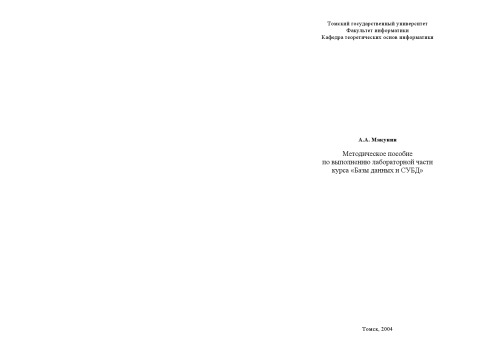 Томский государственный университет
Факультет информатики
Кафедра теоретических основ информатики
А.А. Макунин
Методическое пособие
по выполнению лабораторной части
курса «Базы данных и СУБД»
Томск, 2004